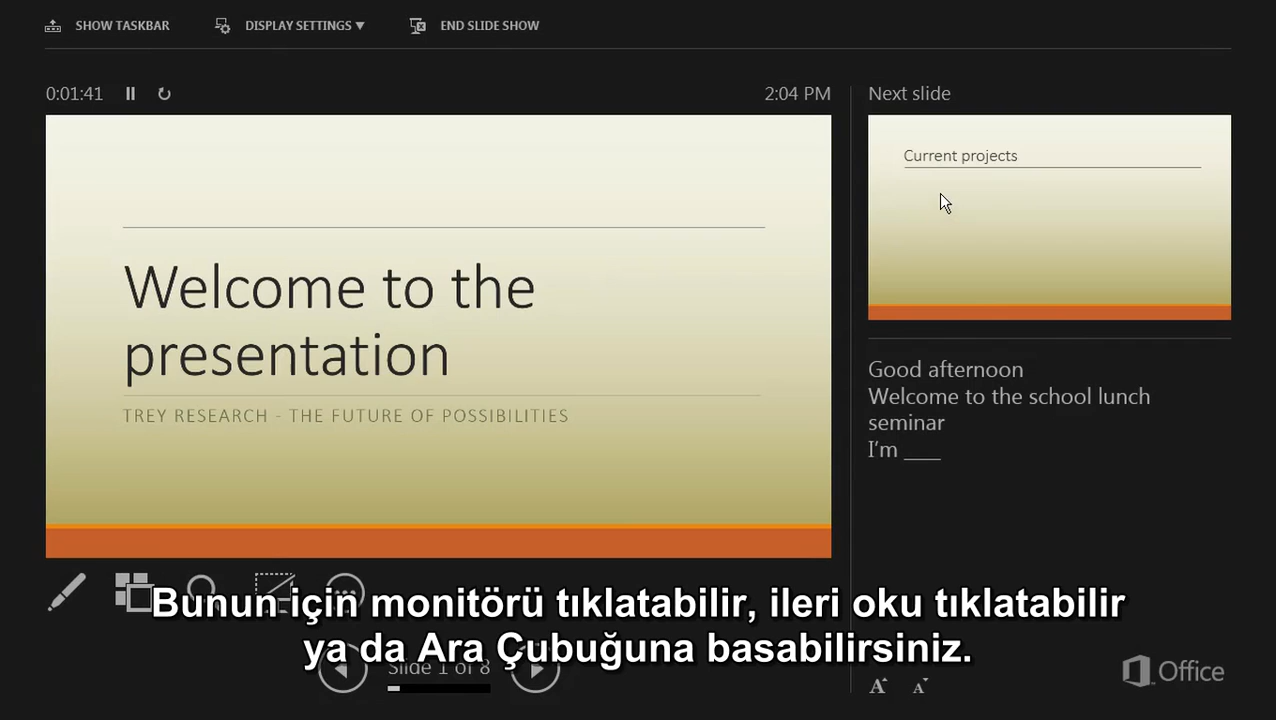 SHOW TASKBAR
DISPLAY SETTINGS
END SLIDE SHOW
0:01:41
2:04 PM
Next slide
Welcome to the
presentation
TREY RESEARCH - THE FUTURE OF POSSIBILITIES
Current projects
Good afternoon
Welcome to the school lunch
seminar
I'm ____
Bunun için monitörü tıklatabilir, ileri oku tıklatabilir
ya da Ara Çubuğuna basabilirsiniz.
Slide 1 of 8
A A
Office